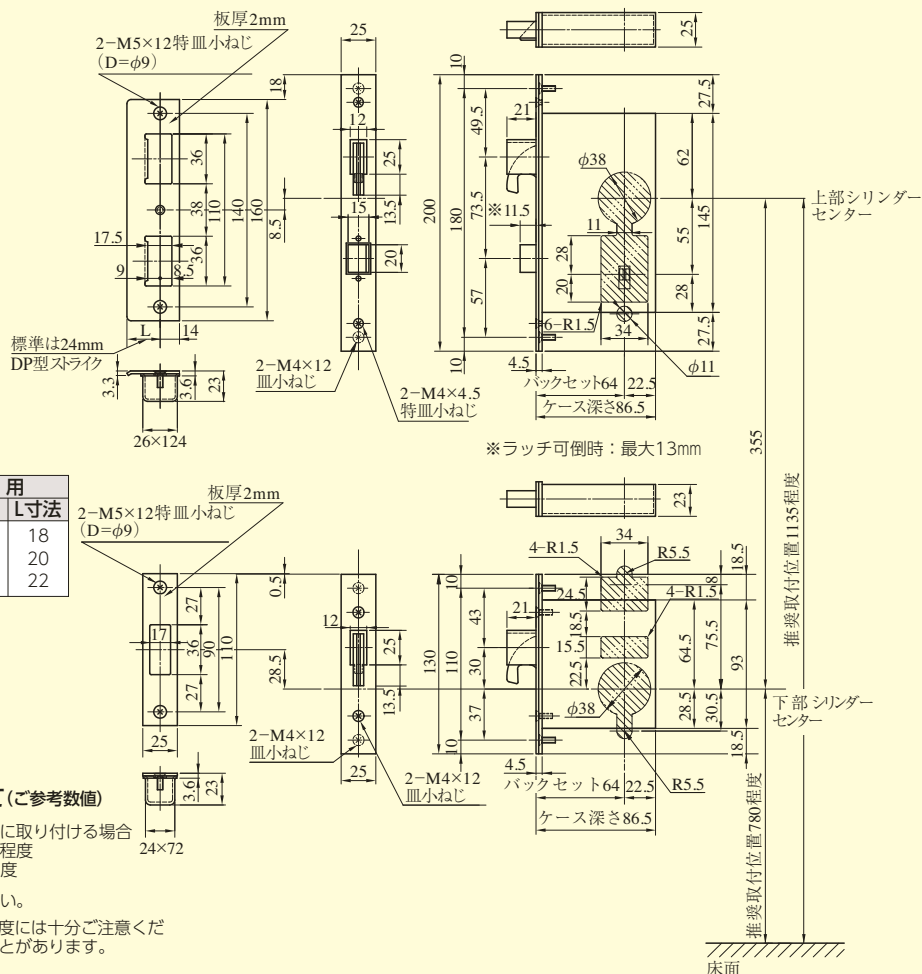 板厚2mm
2−M5×12特皿小ねじ
（D=φ9）
25
18
12
25
13.5
15
20
36
38
36
110
140
160
8.5
17.5
9
8.5
L
14
標準は24mm
DP型ストライク
3.3
3.6
23
26×124
2−M4×12
皿小ねじ
2−M4×4.5
特皿小ねじ
25
10
200
180
49.5
73.5
57
10
21
※11.5
φ38
11
28
20
6−R1.5
34
φ11
27.5
62
145
55
28
27.5
4.5
バックセット64
22.5
ケース深さ86.5
上部シリンダー
センター
※ラッチ可倒時：最大13mm
355
推奨取付位置1135程度
用
L寸法
18
20
22
板厚2mm
2−M5×12特皿小ねじ
（D=φ9）
27
36
27
90
110
17
25
0.5
28.5
3.6
23
24×72
12
25
13.5
2−M4×12
皿小ねじ
25
2−M4×12
皿小ねじ
23
34
4−R1.5
R5.5
4−R1.5
10
130
110
43
30
37
10
21
24.5
18.5
15.5
22.5
φ38
8
18.5
64.5
75.5
93
28.5
30.5
18.5
4.5
バックセット64
22.5
R5.5
ケース深さ86.5
下部シリンダー
センター
推奨取付位置780程度
床面
（ご参考数値）
に取り付ける場合
程度
度
い。
度には十分ご注意くだ
とがあります。